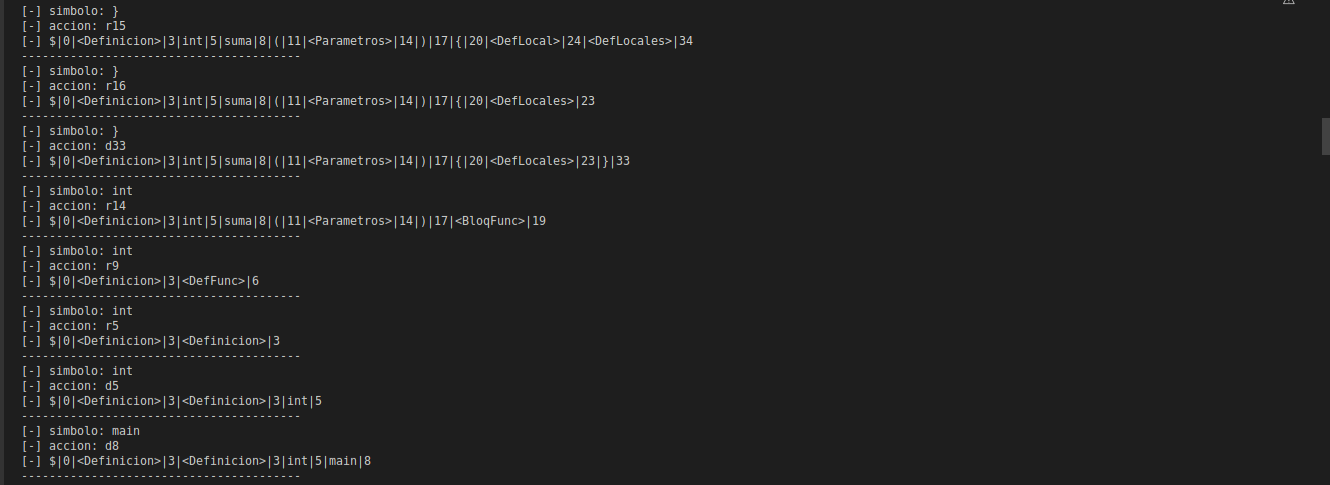 [-] simbolo: }
[-] accion: r15
[-] $|0|<Definicion>|3|int|5|suma|8|(|11|<Parametros>|14|)|17|{|20|<DefLocal>|24|<DefLocales>|34
----------------------------------------
[-] simbolo: }
[-] accion: r16
[-] $|0|<Definicion>|3|int|5|suma|8|(|11|<Parametros>|14|)|17|{|20|<DefLocales>|23
----------------------------------------
[-] simbolo: }
[-] accion: d33
[-] $|0|<Definicion>|3|int|5|suma|8|(|11|<Parametros>|14|)|17|{|20|<DefLocales>|23|}|33
----------------------------------------
[-] simbolo: int
[-] accion: r14
[-] $|0|<Definicion>|3|int|5|suma|8|(|11|<Parametros>|14|)|17|<BloqFunc>|19
----------------------------------------
[-] simbolo: int
[-] accion: r9
[-] $|0|<Definicion>|3|<DefFunc>|6
----------------------------------------
[-] simbolo: int
[-] accion: r5
[-] $|0|<Definicion>|3|<Definicion>|3
----------------------------------------
[-] simbolo: int
[-] accion: d5
[-] $|0|<Definicion>|3|<Definicion>|3|int|5
----------------------------------------
[-] simbolo: main
[-] accion: d8
[-] $|0|<Definicion>|3|<Definicion>|3|int|5|main|8
----------------------------------------